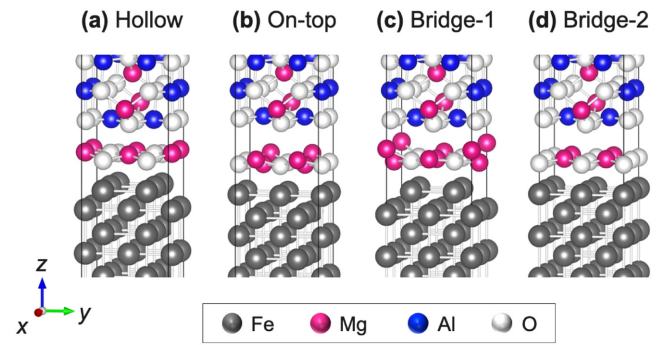 (a) Hollow (b) On-top (c) Bridge-1 (d) Bridge-2
z
x y
Fe Mg Al O